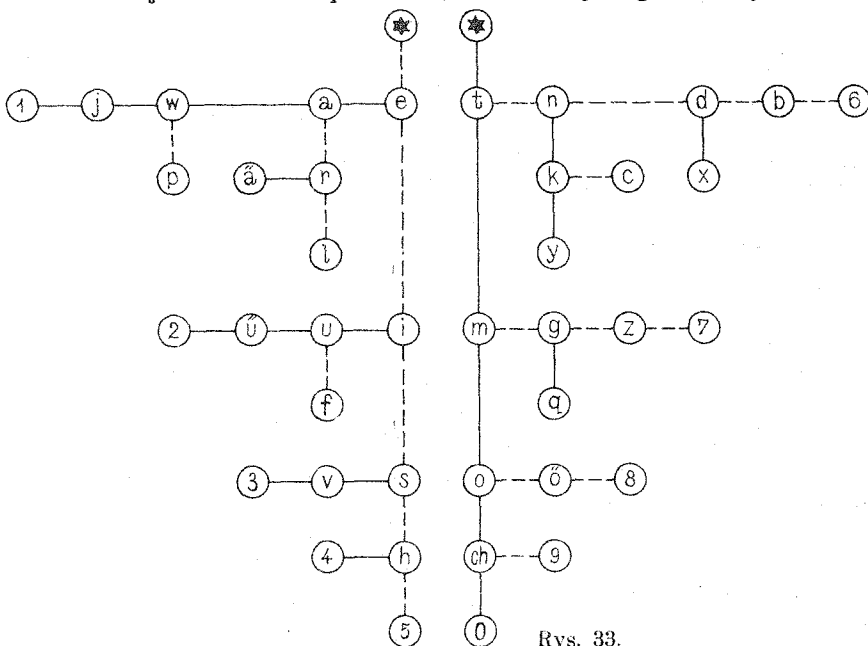 1 j w a e t n d b 6
p ä r k c x
l y
2 ü u i m g z 7
f q
3 v s o ö 8
4 h ch 9
5 0 Rys. 33.